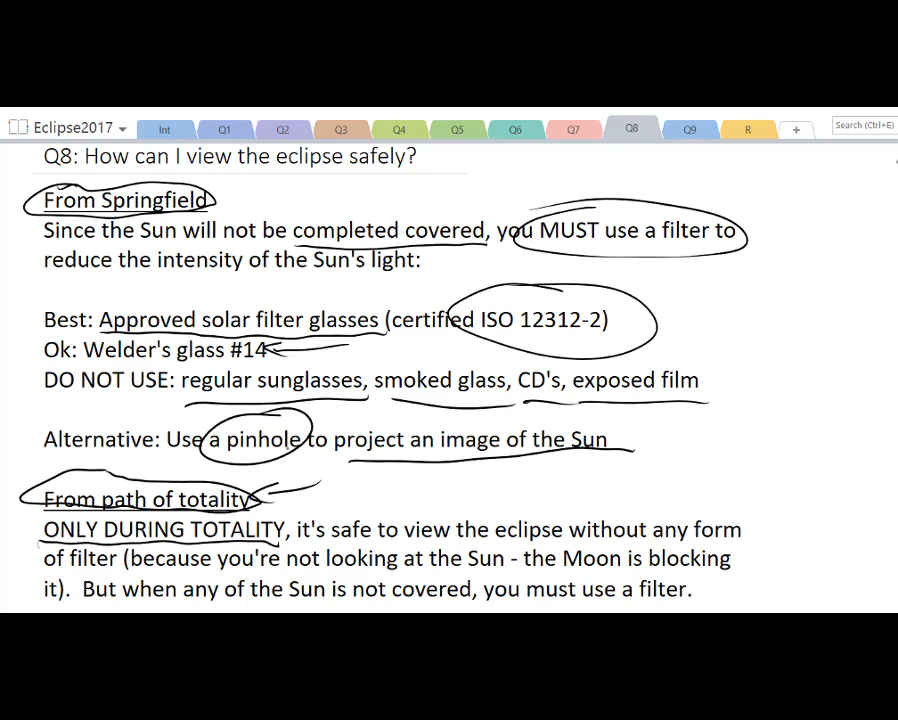 Eclipse2017 Int Q1 Q2 Q3 Q4 Q5 Q6 Q7 Q8 Q9 R + Search (Ctrl+E)
Q8: How can I view the eclipse safely?
From Springfield
Since the Sun will not be completed covered, you MUST use a filter to
reduce the intensity of the Sun's light:
Best: Approved solar filter glasses (certified ISO 12312-2)
Ok: Welder's glass #14
DO NOT USE: regular sunglasses, smoked glass, CD's, exposed film
Alternative: Use a pinhole to project an image of the Sun
From path of totality
ONLY DURING TOTALITY, it's safe to view the eclipse without any form
of filter (because you're not looking at the Sun - the Moon is blocking
it).  But when any of the Sun is not covered, you must use a filter.